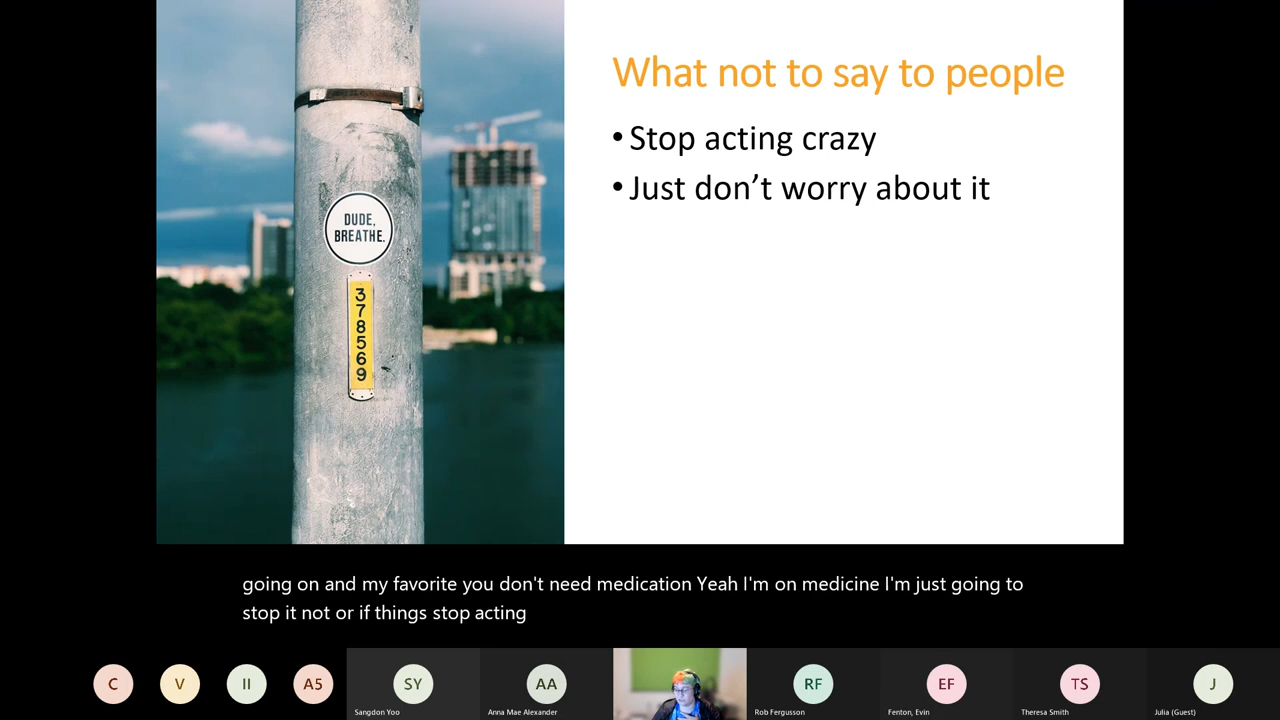 What not to say to people
• Stop acting crazy
• Just don’t worry about it
DUDE,
BREATHE.
3
7
8
5
6
9
going on and my favorite you don't need medication Yeah I'm on medicine I'm just going to
stop it not or if things stop acting
C
V
II
A5
SY
AA
RF
EF
TS
J
Sangdon Yoo
Anna Mae Alexander
Rob Fergusson
Fenton, Evin
Theresa Smith
Julia (Guest)